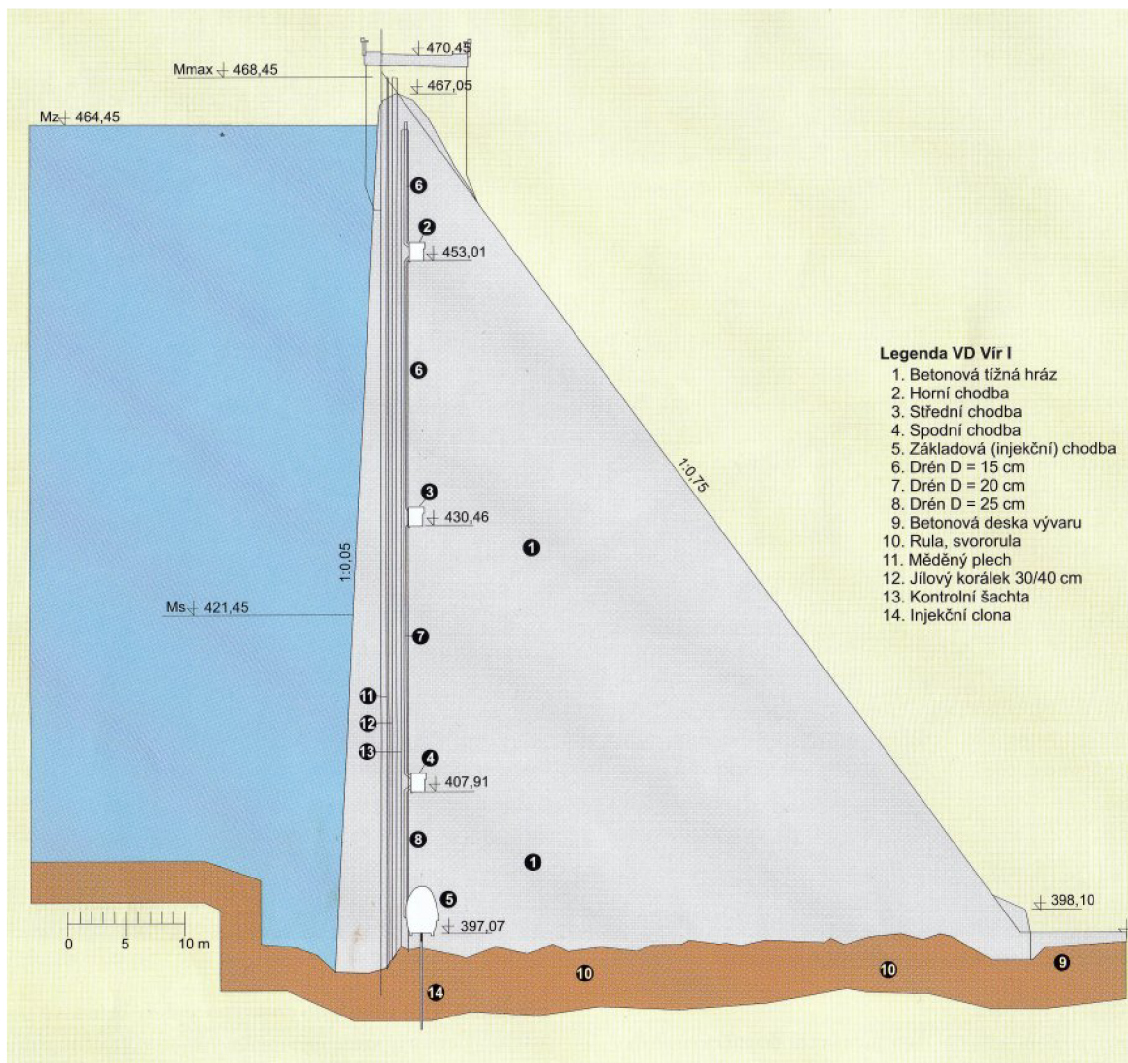 470,45
Mmax 468,45
467,05
Mz 464,45
6
2
453,01
6
3
430,46
1
1:0,75
1:0,05
Ms 421,45
7
11
12
13
4
407,91
8
1
5
397,07
398,10
0 5 10 m
9
10
10
14
Legenda VD Vír I
1. Betonová tížná hráz
2. Horní chodba
3. Střední chodba
4. Spodní chodba
5. Základová (injekční) chodba
6. Drén D = 15 cm
7. Drén D = 20 cm
8. Drén D = 25 cm
9. Betonová deska vývaru
10. Rula, svororula
11. Měděný plech
12. Jílový korálek 30/40 cm
13. Kontrolní šachta
14. Injekční clona